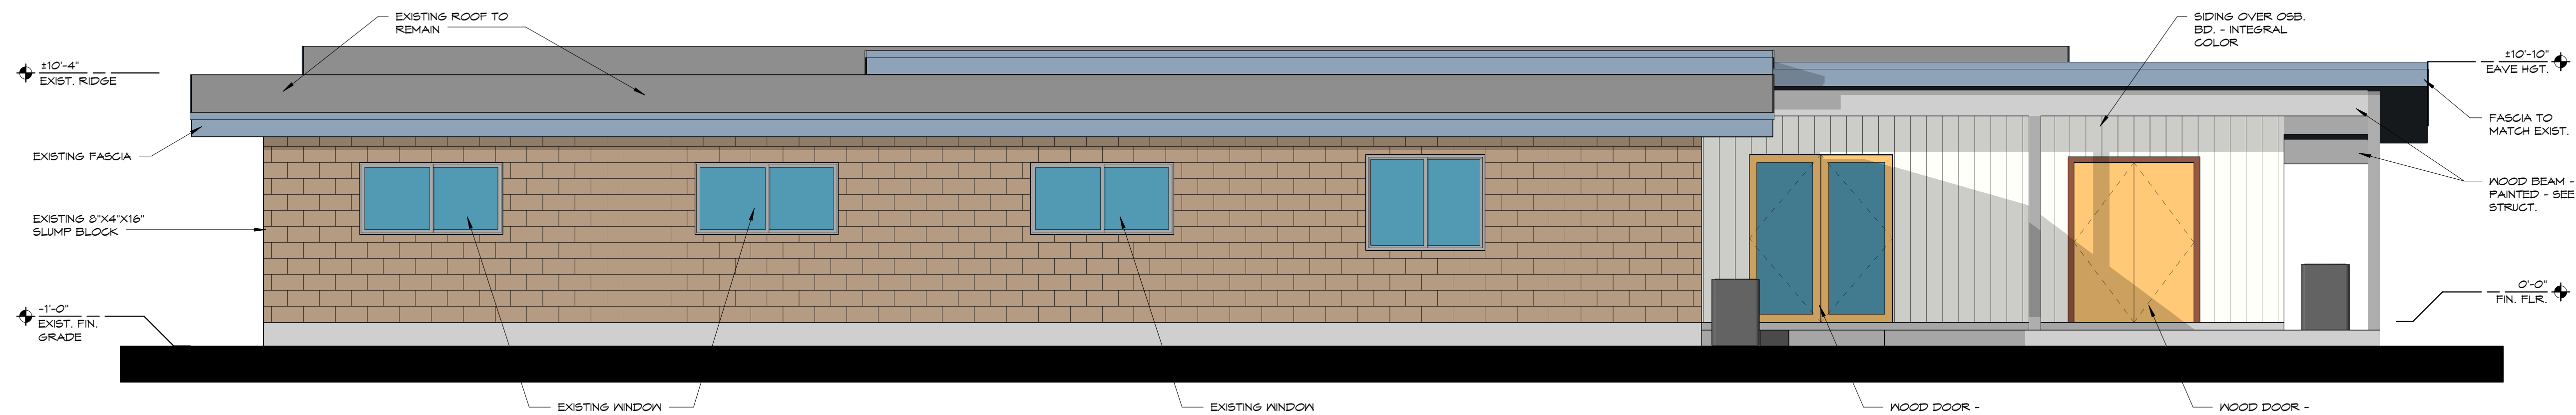 EXISTING ROOF TO
REMAIN
SIDING OVER OSB.
BD. - INTEGRAL
COLOR
±10'-4"
EXIST. RIDGE
±10'-10"
EAVE HGT.
FASCIA TO
MATCH EXIST.
EXISTING FASCIA
WOOD BEAM -
PAINTED - SEE
STRUCT.
EXISTING 8"X4"X16"
SLUMP BLOCK
-1'-0"
EXIST. FIN.
GRADE
0'-0"
FIN. FLR.
EXISTING WINDOW
EXISTING WINDOW
WOOD DOOR -
WOOD DOOR -